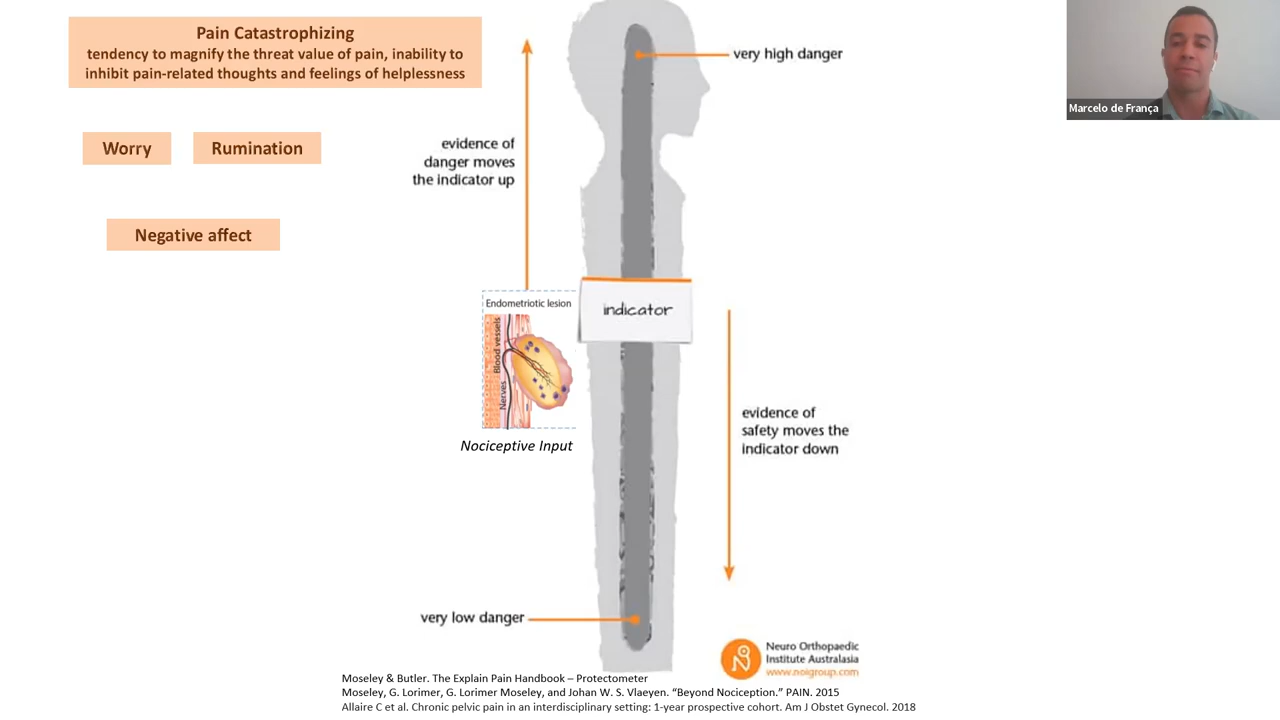 Pain Catastrophizing
tendency to magnify the threat value of pain, inability to
inhibit pain-related thoughts and feelings of helplessness
Worry
Rumination
Negative affect
very high danger
evidence of
danger moves
the indicator up
Endometriotic lesion
Blood vessels
Nerves
Nociceptive Input
indicator
evidence of
safety moves the
indicator down
very low danger
Neuro Orthopaedic
Institute Australasia
www.noigroup.com
Moseley & Butler. The Explain Pain Handbook – Protectometer
Moseley, G. Lorimer, G. Lorimer Moseley, and Johan W. S. Vlaeyen. “Beyond Nociception.” PAIN. 2015
Allaire C et al. Chronic pelvic pain in an interdisciplinary setting: 1-year prospective cohort. Am J Obstet Gynecol. 2018
Marcelo de França